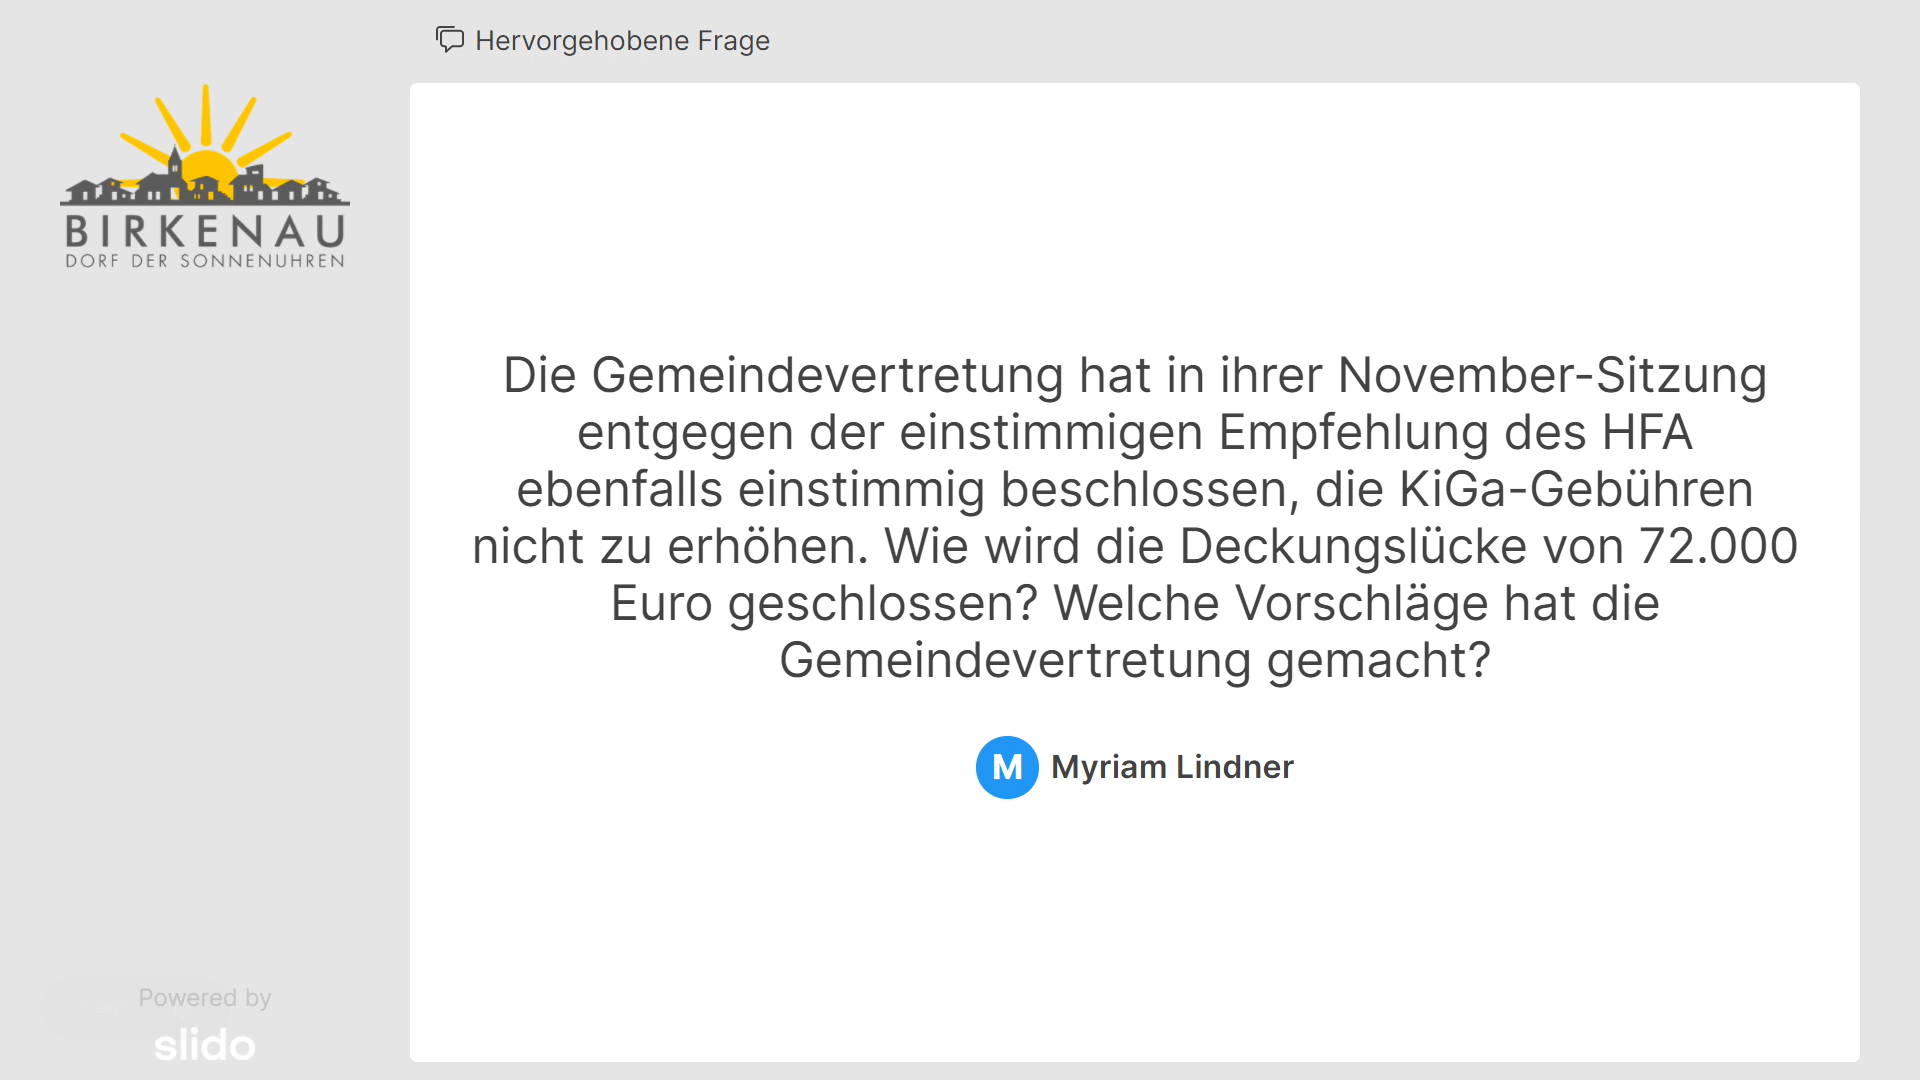 Hervorgehobene Frage
BIRKENAU
DORF DER SONNENUHREN
Die Gemeindevertretung hat in ihrer November-Sitzung
entgegen der einstimmigen Empfehlung des HFA
ebenfalls einstimmig beschlossen, die KiGa-Gebühren
nicht zu erhöhen. Wie wird die Deckungslücke von 72.000
Euro geschlossen? Welche Vorschläge hat die
Gemeindevertretung gemacht?
M Myriam Lindner
Powered by
slido